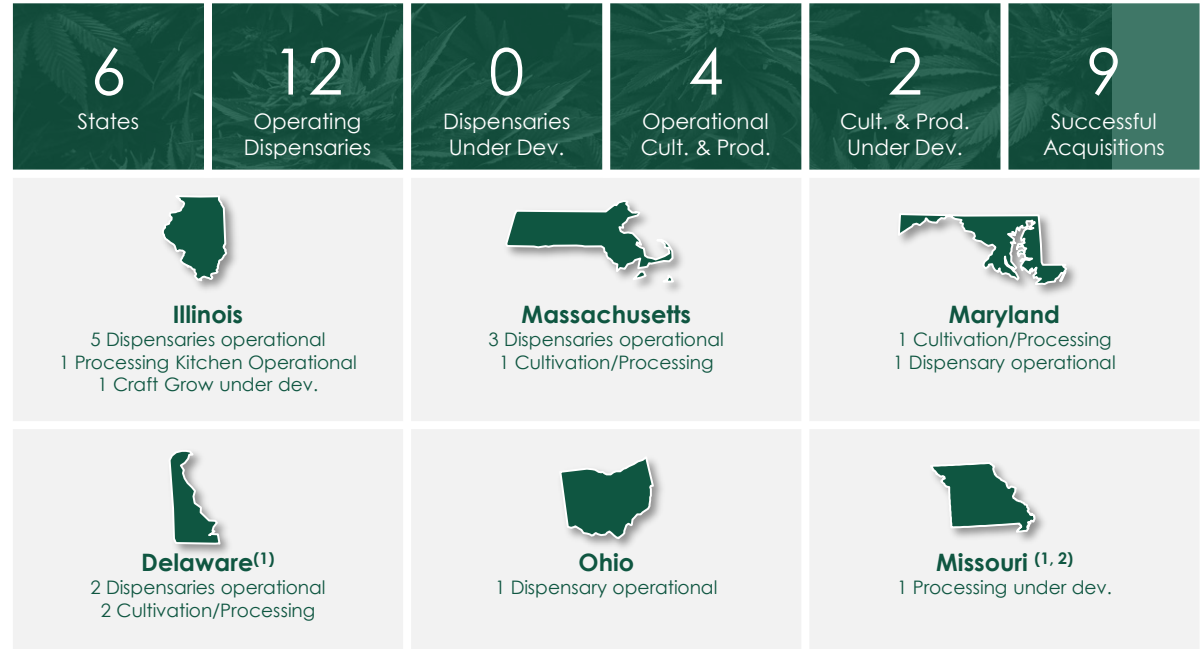 6
States
12
Operating
Dispensaries
0
Dispensaries
Under Dev.
4
Operational
Cult. & Prod.
2
Cult. & Prod.
Under Dev.
9
Successful
Acquisitions
Illinois
5 Dispensaries operational
1 Processing Kitchen Operational
1 Craft Grow under dev.
Massachusetts
3 Dispensaries operational
1 Cultivation/Processing
Maryland
1 Cultivation/Processing
1 Dispensary operational
Delaware(1)
2 Dispensaries operational
2 Cultivation/Processing
Ohio
1 Dispensary operational
Missouri (1, 2)
1 Processing under dev.